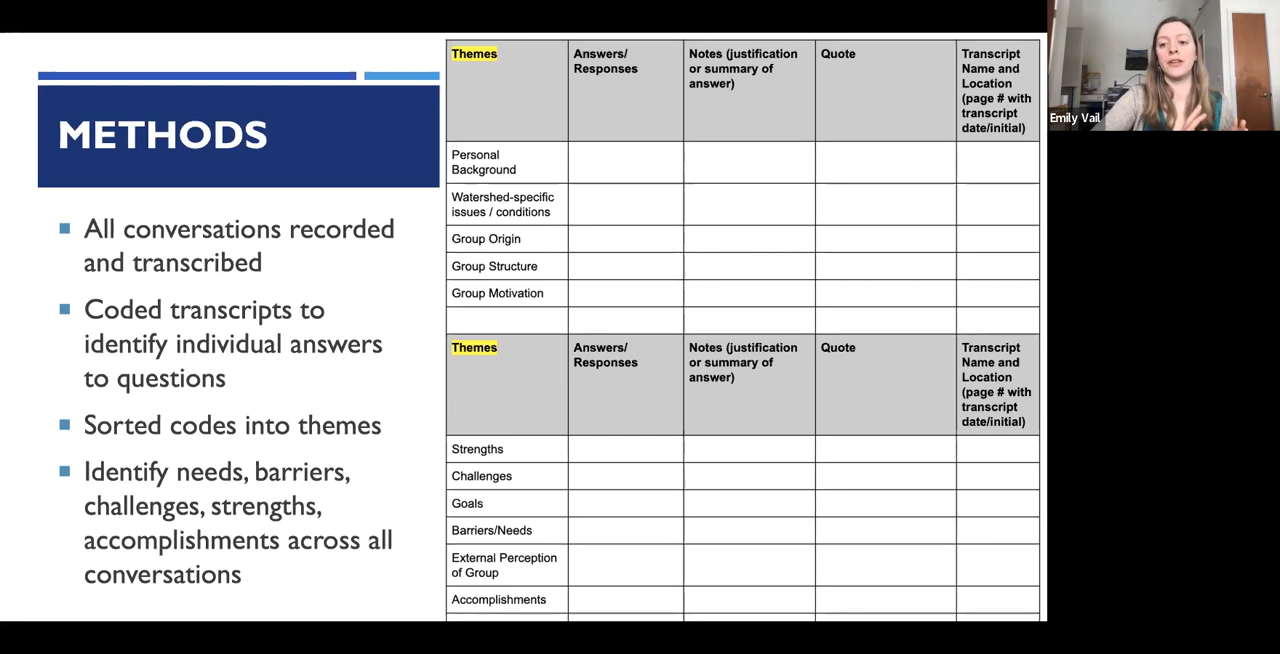 METHODS
All conversations recorded
and transcribed
Coded transcripts to
identify individual answers
to questions
Sorted codes into themes
Identify needs, barriers,
challenges, strengths,
accomplishments across all
conversations
Themes
Answers/
Responses
Notes (justification
or summary of
answer)
Quote
Transcript
Name and
Location
(page # with
transcript
date/initial)
Personal
Background
Watershed-specific
issues / conditions
Group Origin
Group Structure
Group Motivation
Themes
Answers/
Responses
Notes (justification
or summary of
answer)
Quote
Transcript
Name and
Location
(page # with
transcript
date/initial)
Strengths
Challenges
Goals
Barriers/Needs
External Perception
of Group
Accomplishments
Emily Vail